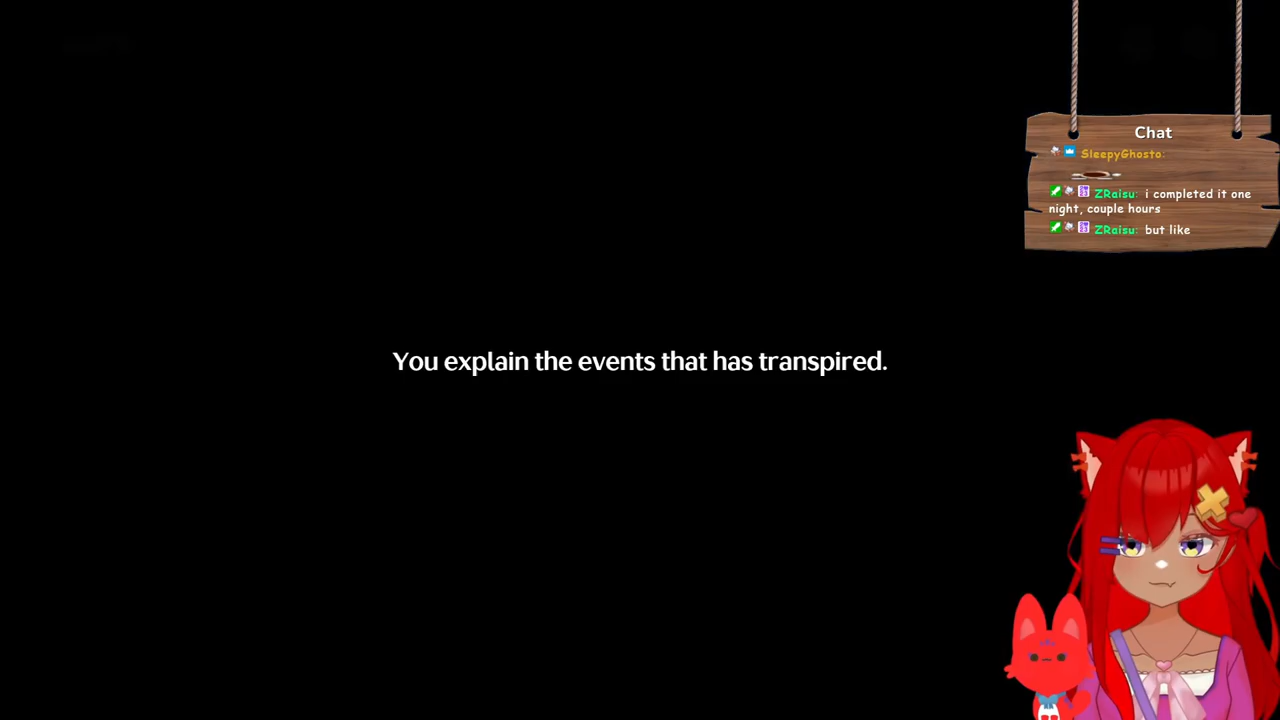 Chat
SleepyGhosto:
ZRaisu: i completed it one
night, couple hours
ZRaisu: but like
You explain the events that has transpired.